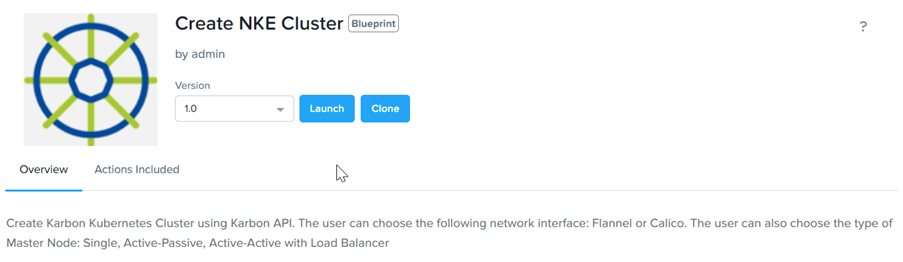 Create NKE Cluster Blueprint
?
by admin
Version
1.0 Launch Clone
Overview Actions Included
Create Karbon Kubernetes Cluster using Karbon API. The user can choose the following network interface: Flannel or Calico. The user can also choose the type of
Master Node: Single, Active-Passive, Active-Active with Load Balancer